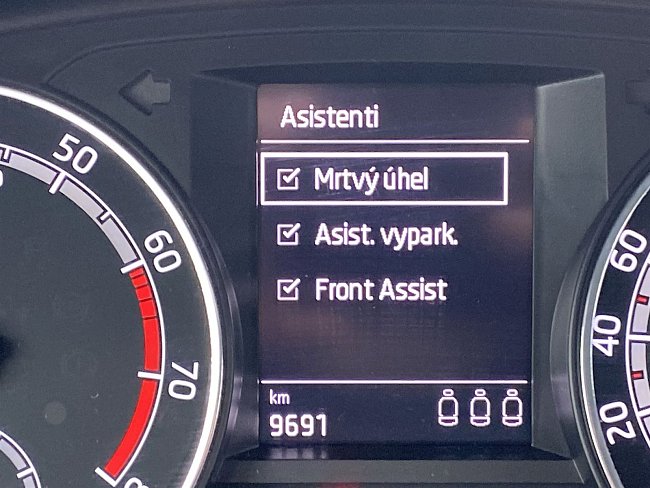 Asistenti
Mrtvý úhel
Asist. vypark.
Front Assist
km
9691
50
60
70
60
40
20